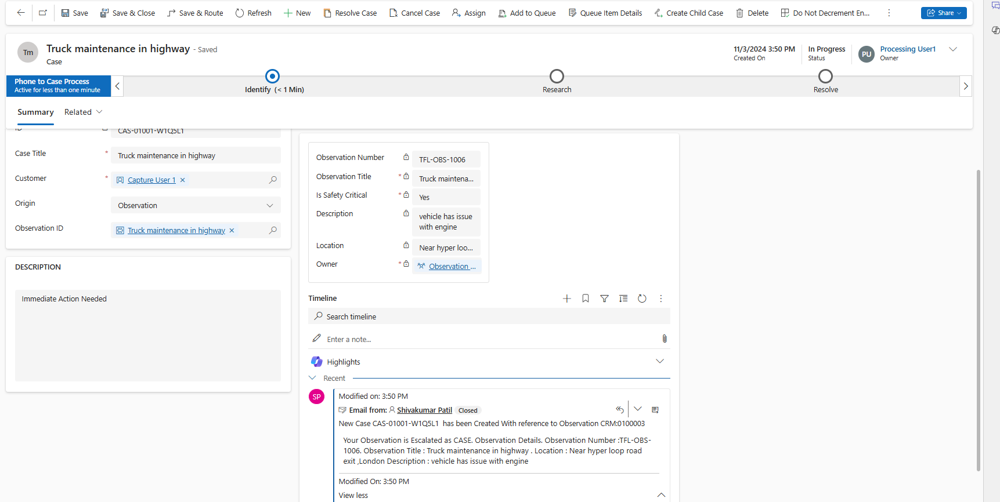 Save
Save & Close
Save & Route
Refresh
New
Resolve Case
Cancel Case
Assign
Add to Queue
Queue Item Details
Create Child Case
Delete
Do Not Decrement En...
Share
Tm
Truck maintenance in highway - Saved
Case
11/3/2024 3:50 PM
Created On
In Progress
Status
PU
Processing User1
Owner
Phone to Case Process
Active for less than one minute
Identify (< 1 Min)
Research
Resolve
Summary
Related
ID
CAS-01001-W1Q5L1
Case Title *
Truck maintenance in highway
Customer *
Capture User 1
Origin
Observation
Observation ID
Truck maintenance in highway
DESCRIPTION
Immediate Action Needed
Observation Number
TFL-OBS-1006
Observation Title *
Truck maintena...
Is Safety Critical *
Yes
Description
vehicle has issue
with engine
Location
Near hyper loo...
Owner *
Observation ...
Timeline
Search timeline
Enter a note...
Highlights
Recent
SP
Modified on: 3:50 PM
Email from: Shivakumar Patil Closed
New Case CAS-01001-W1Q5L1 has been Created With reference to Observation CRM:0100003
Your Observation is Escalated as CASE. Observation Details. Observation Number :TFL-OBS-
1006. Observation Title : Truck maintenance in highway . Location : Near hyper loop road
exit ,London Description : vehicle has issue with engine
Modified On: 3:50 PM
View less